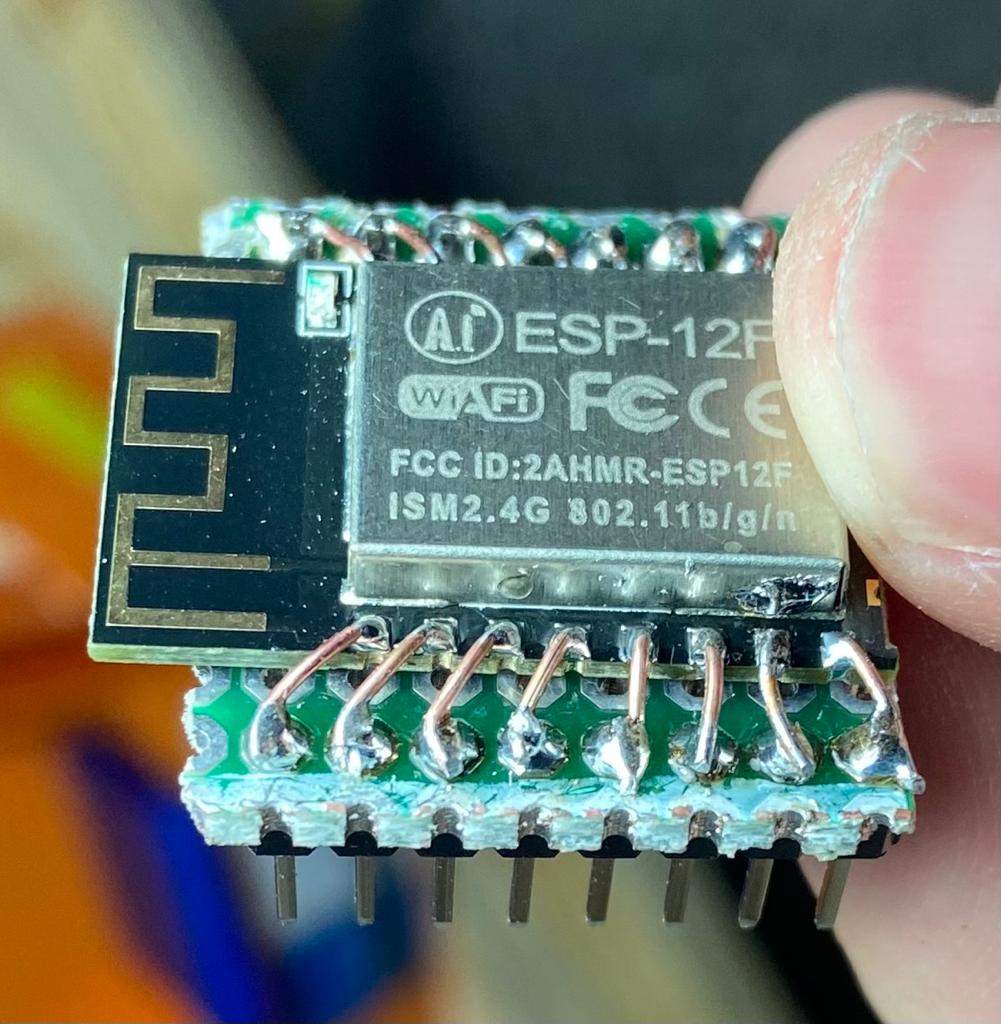 Ai ESP-12F
WiFi FC CE
FCC ID:2AHMR-ESP12F
ISM2.4G 802.11b/g/n